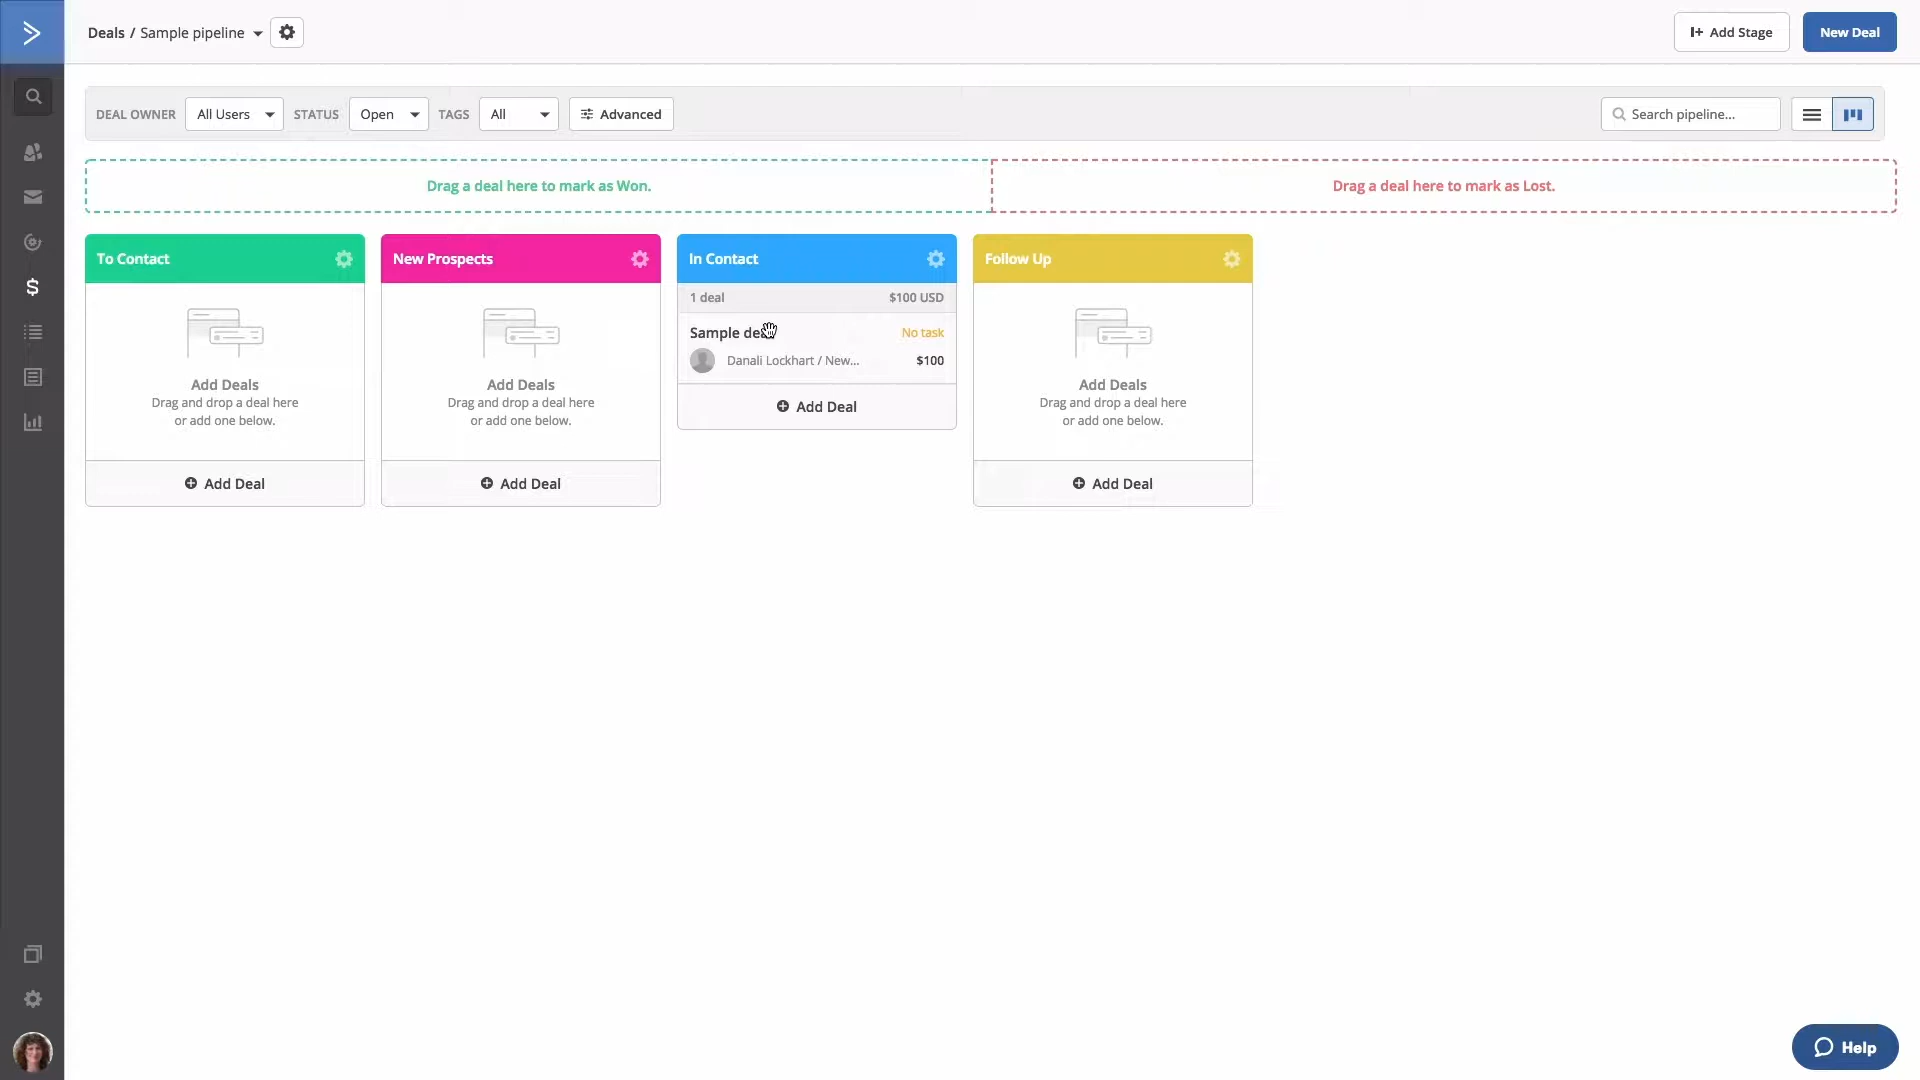 Deals / Sample pipeline
Add Stage
New Deal
DEAL OWNER All Users STATUS Open TAGS All Advanced
Search pipeline...
Drag a deal here to mark as Won.
Drag a deal here to mark as Lost.
To Contact
Add Deals
Drag and drop a deal here
or add one below.
Add Deal
New Prospects
Add Deals
Drag and drop a deal here
or add one below.
Add Deal
In Contact
1 deal $100 USD
Sample No task
Danali Lockhart / New... $100
Add Deal
Follow Up
Add Deals
Drag and drop a deal here
or add one below.
Add Deal
Help